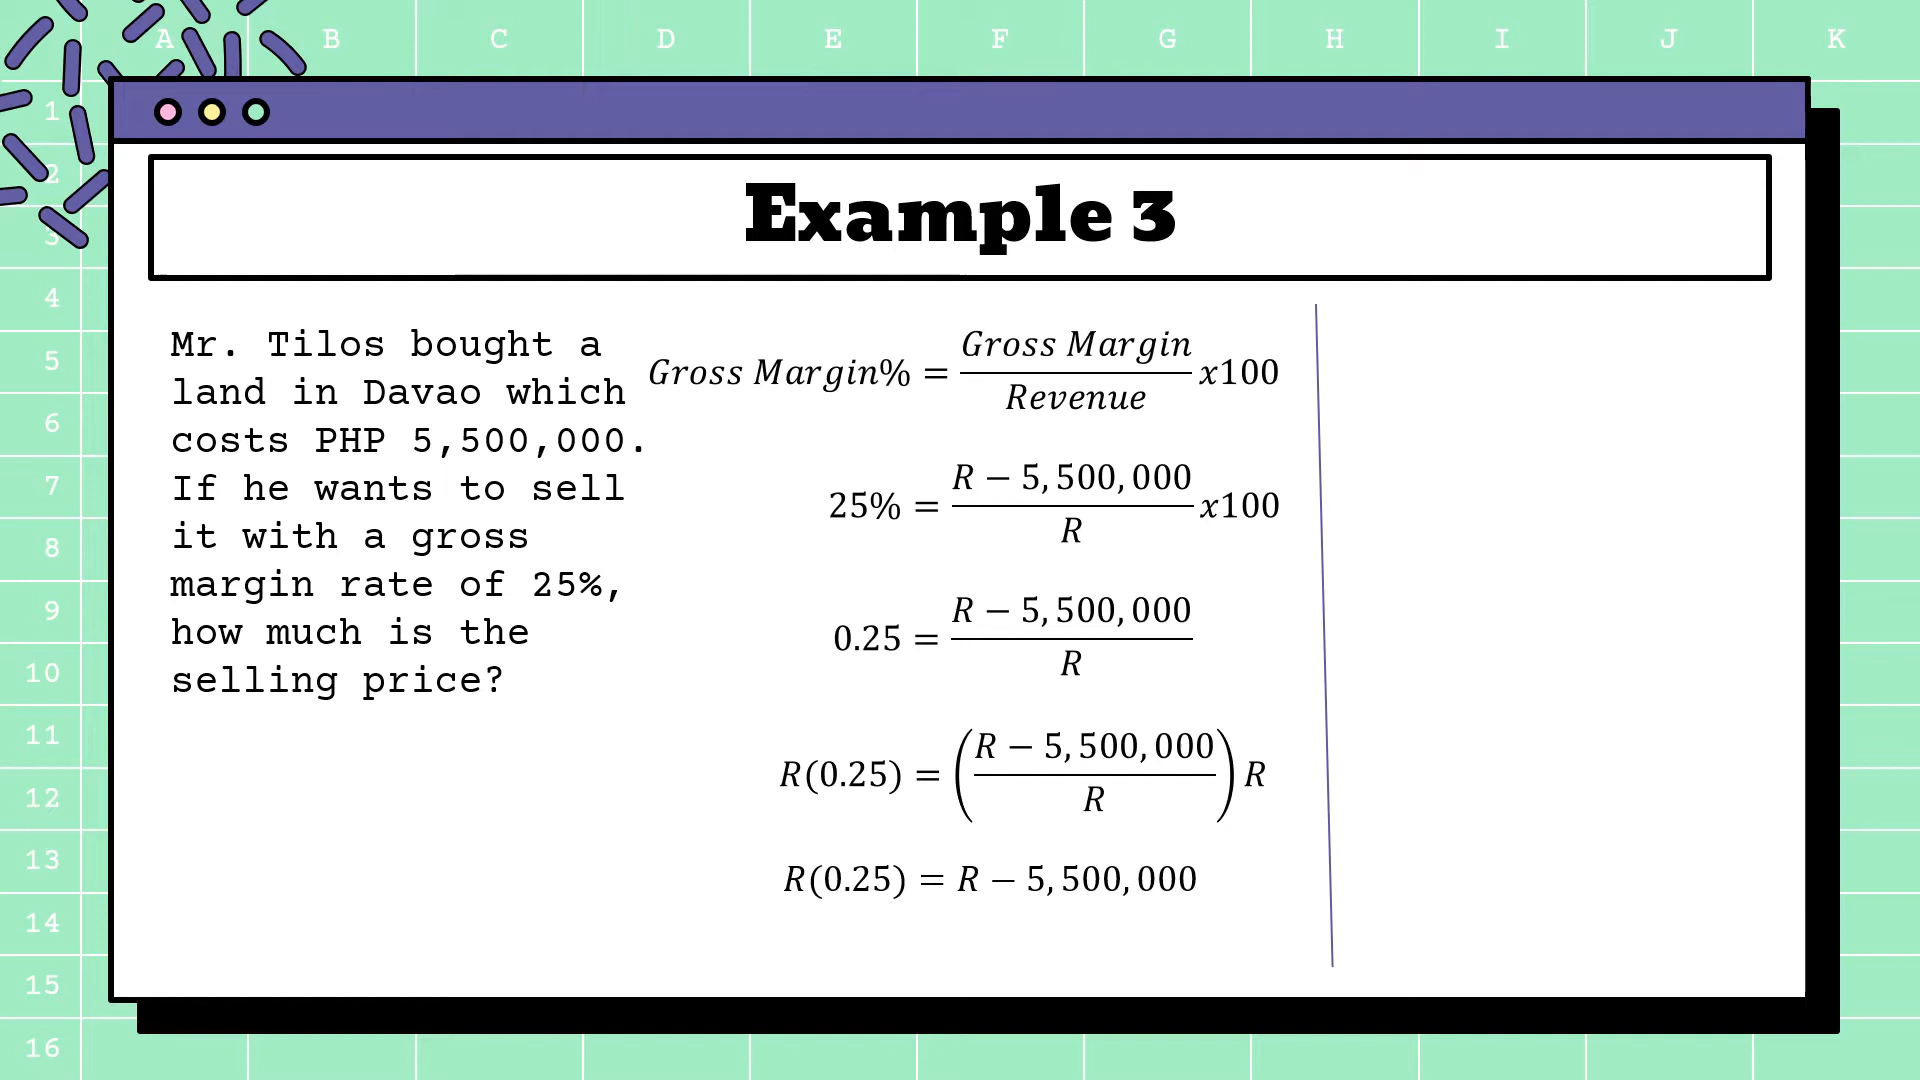 A B C D E F G H I J K
1
2
3
4
5
6
7
8
9
10
11
12
13
14
15
16
Example 3
Mr. Tilos bought a
land in Davao which
costs PHP 5,500,000.
If he wants to sell
it with a gross
margin rate of 25%,
how much is the
selling price?
Gross Margin% = Gross Margin / Revenue x100
25% = R − 5,500,000 / R x100
0.25 = R − 5,500,000 / R
R(0.25) = (R − 5,500,000 / R) R
R(0.25) = R − 5,500,000